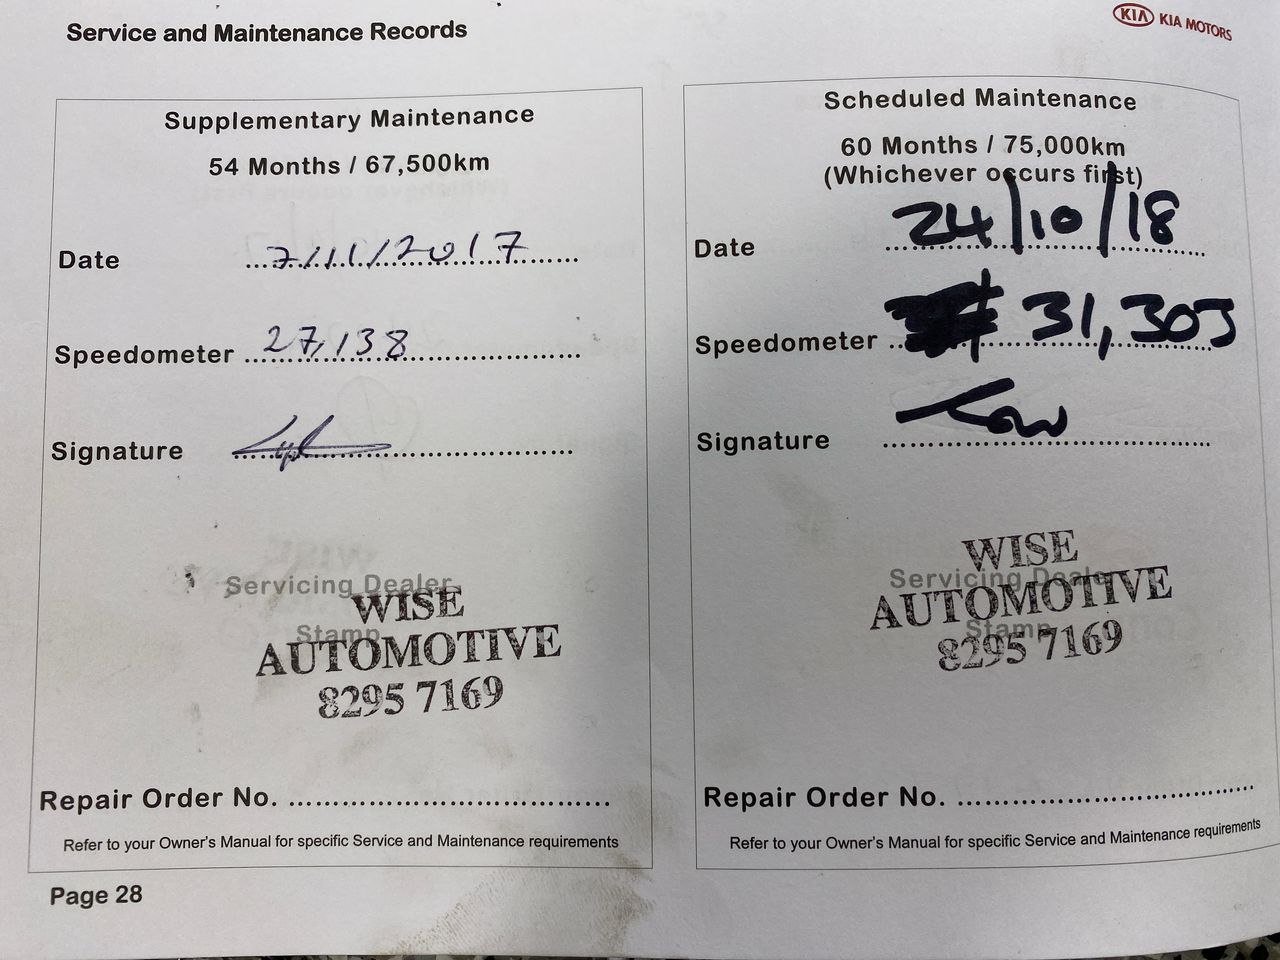 Service and Maintenance Records
KIA KIA MOTORS
Supplementary Maintenance
54 Months / 67,500km
Date 7/11/2017
Speedometer 27,138
Signature
Servicing Dealer
Stamp
WISE
AUTOMOTIVE
8295 7169
Repair Order No.
Refer to your Owner's Manual for specific Service and Maintenance requirements
Page 28
Scheduled Maintenance
60 Months / 75,000km
(Whichever occurs first)
Date 24/10/18
Speedometer 31,303
Signature
Servicing Dealer
Stamp
WISE
AUTOMOTIVE
8295 7169
Repair Order No.
Refer to your Owner's Manual for specific Service and Maintenance requirements